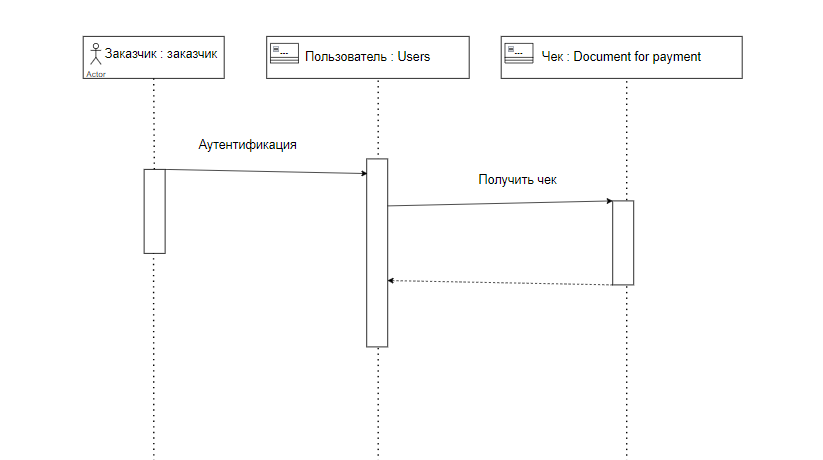 Заказчик : заказчик
Actor
Пользователь : Users
Чек : Document for payment
Аутентификация
Получить чек